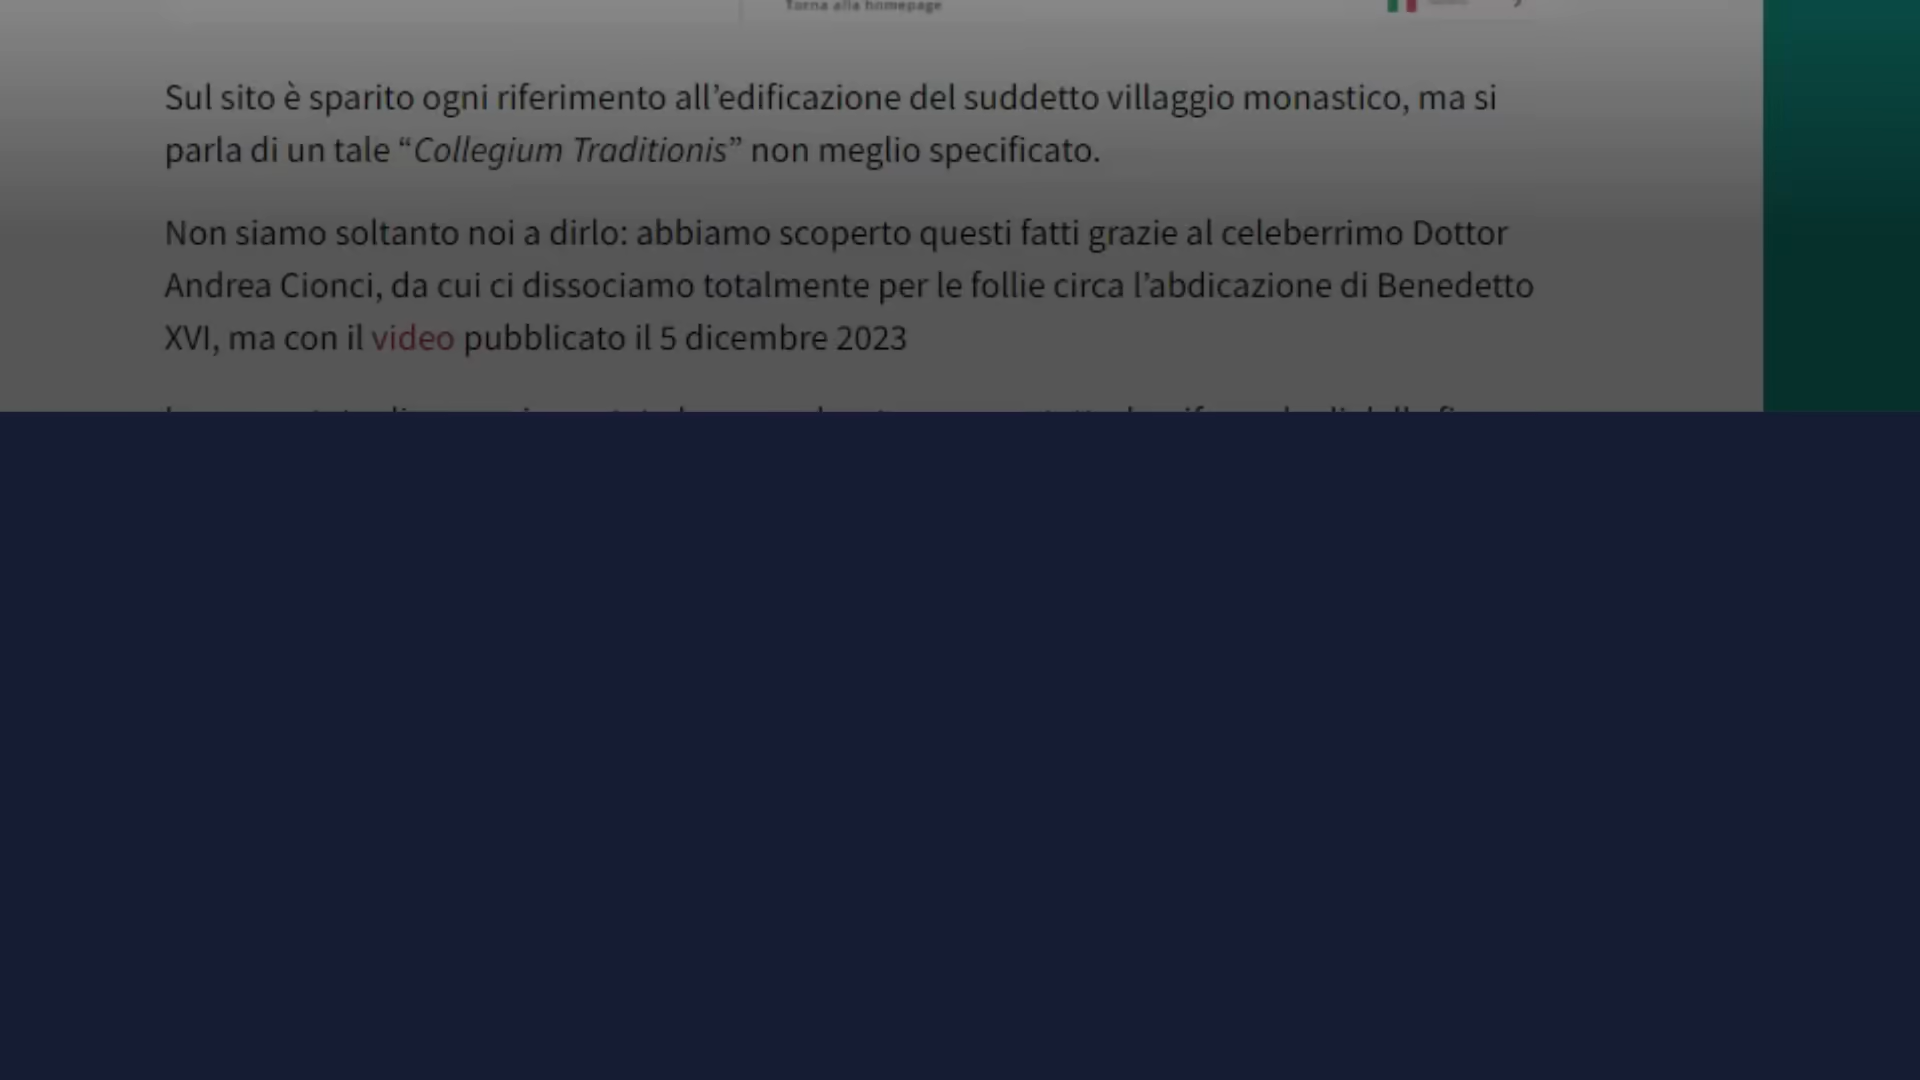 Torna alla homepage
Sul sito è sparito ogni riferimento all’edificazione del suddetto villaggio monastico, ma si
parla di un tale “Collegium Traditionis” non meglio specificato.
Non siamo soltanto noi a dirlo: abbiamo scoperto questi fatti grazie al celeberrimo Dottor
Andrea Cionci, da cui ci dissociamo totalmente per le follie circa l’abdicazione di Benedetto
XVI, ma con il video pubblicato il 5 dicembre 2023